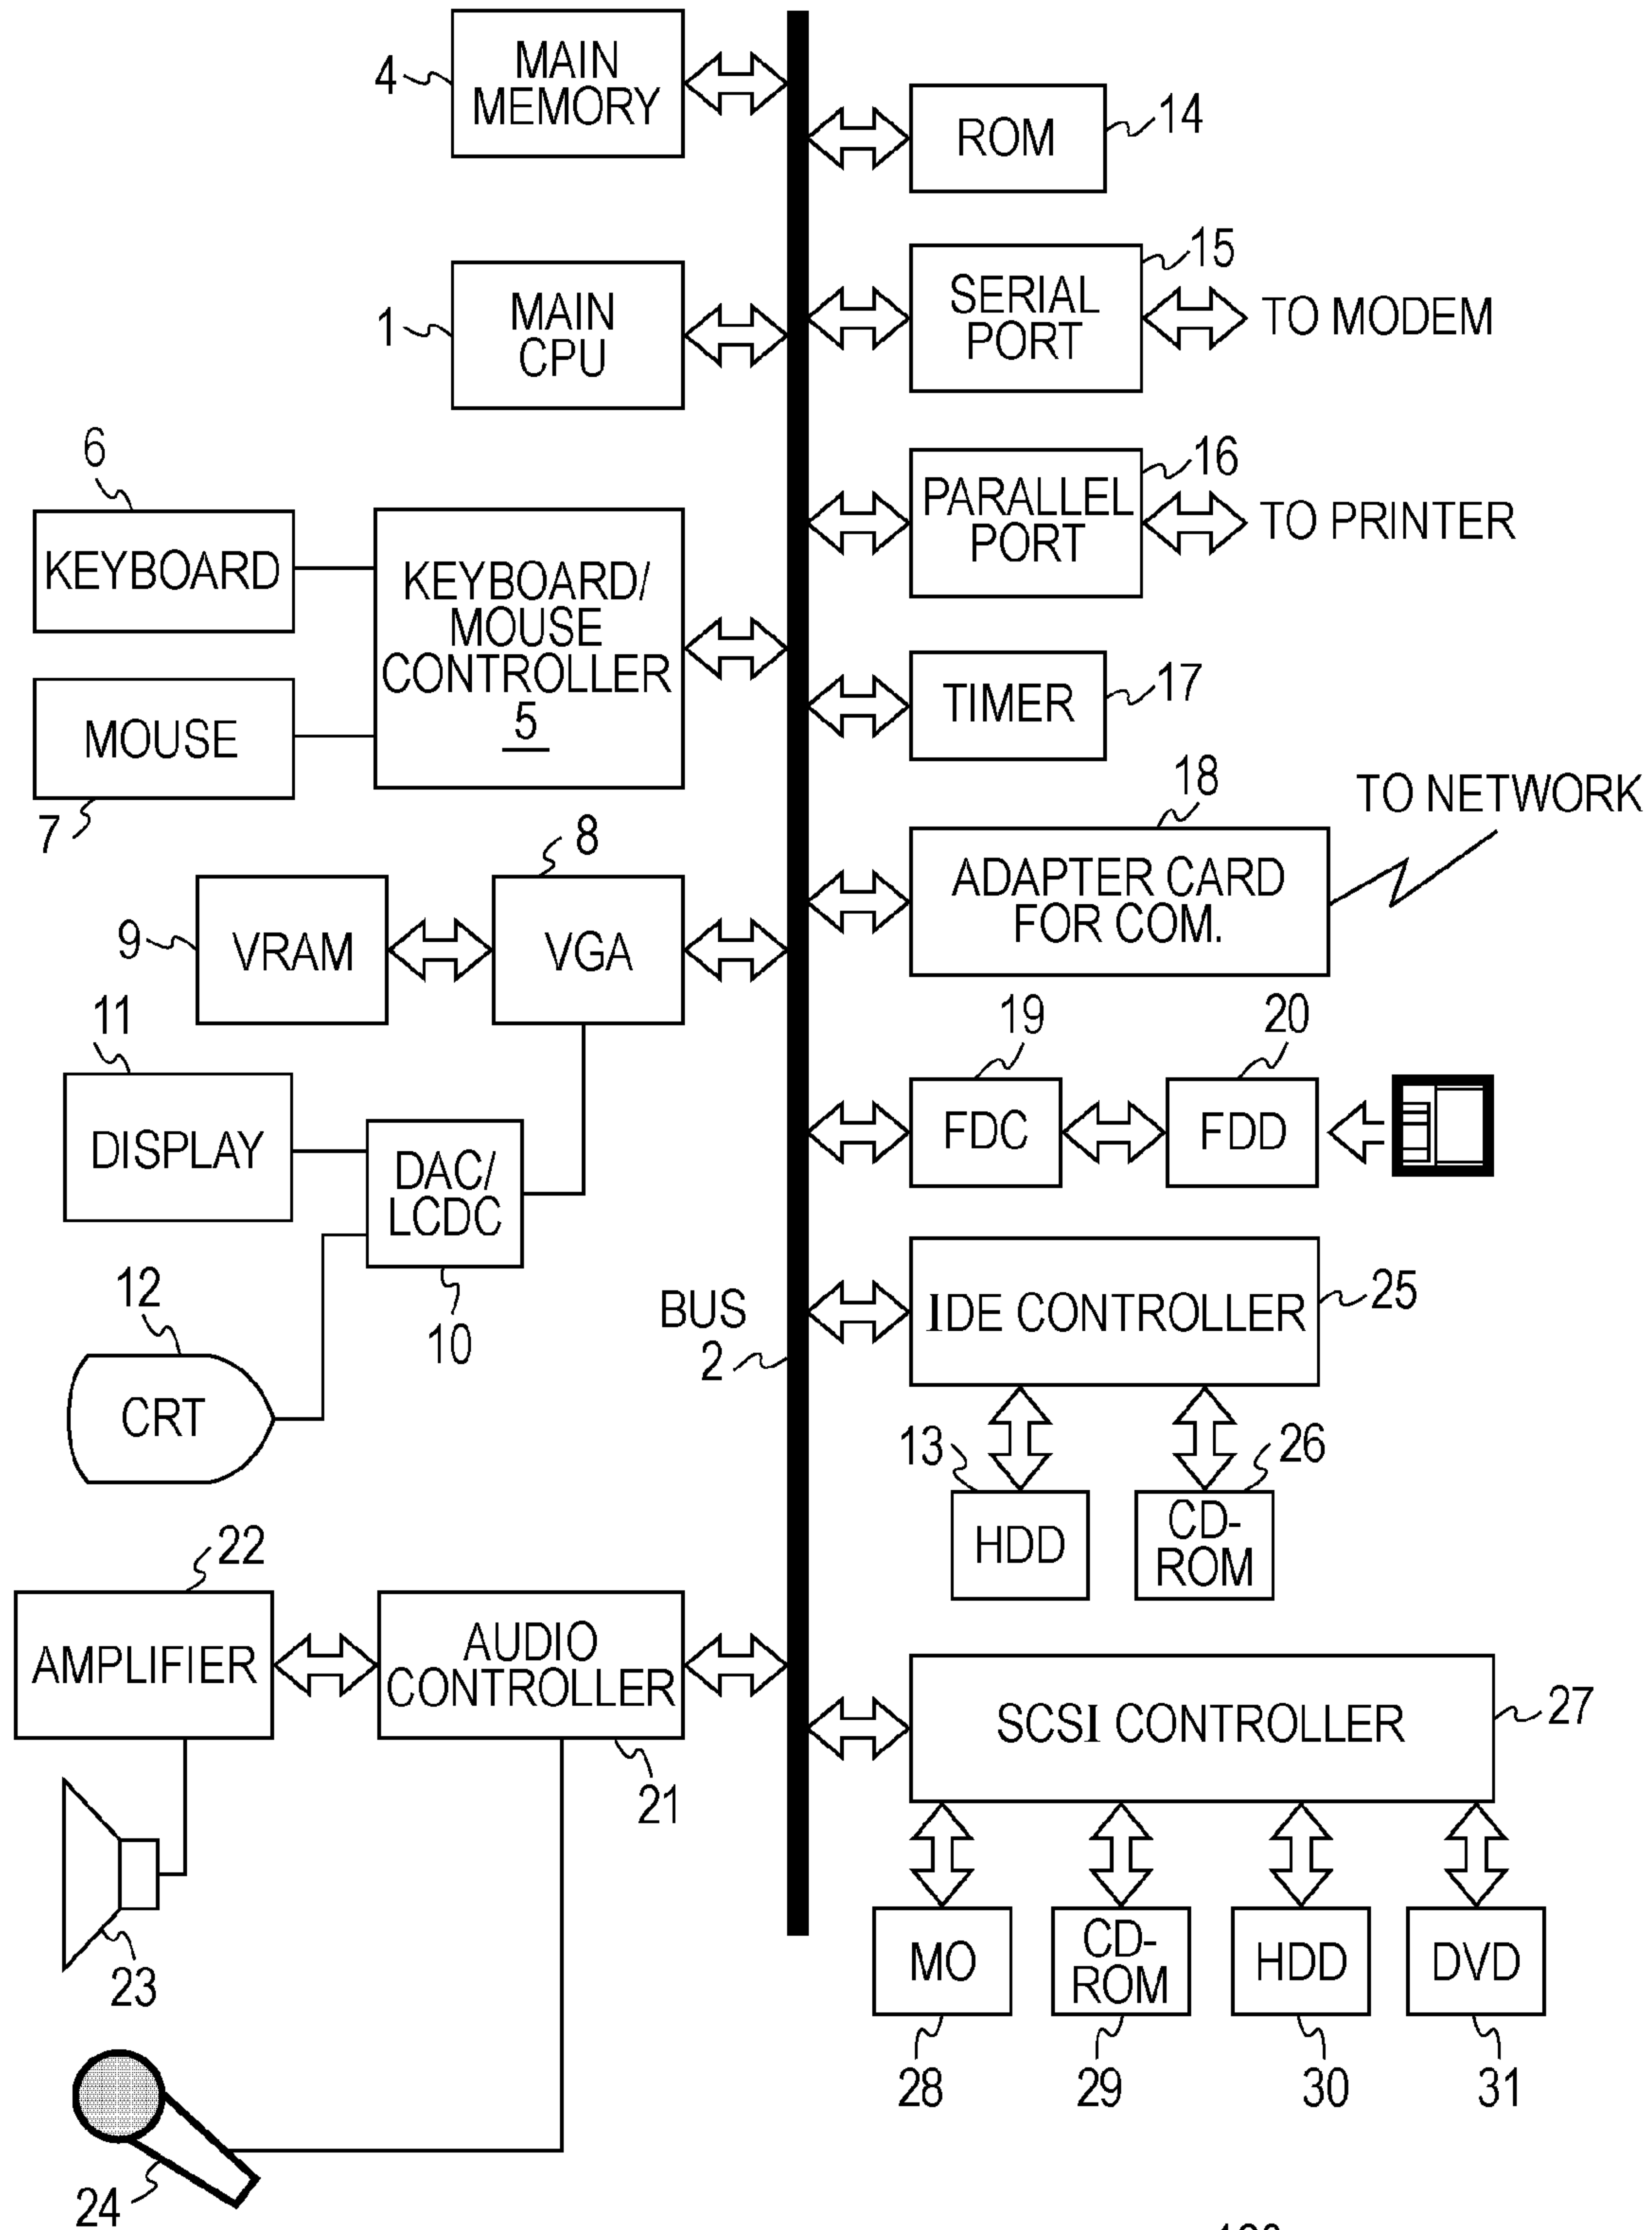 4
MAIN
MEMORY
ROM
14
1
MAIN
CPU
15
SERIAL
PORT
TO MODEM
16
PARALLEL
PORT
TO PRINTER
6
KEYBOARD
KEYBOARD/
MOUSE
CONTROLLER
5
MOUSE
7
TIMER
17
18
TO NETWORK
ADAPTER CARD
FOR COM.
8
9
VRAM
VGA
11
DISPLAY
DAC/
LCDC
10
12
CRT
19
20
FDC
FDD
BUS
2
IDE CONTROLLER
25
13
26
HDD
CD-
ROM
22
AMPLIFIER
AUDIO
CONTROLLER
21
23
24
SCSI CONTROLLER
27
MO
CD-
ROM
HDD
DVD
28
29
30
31